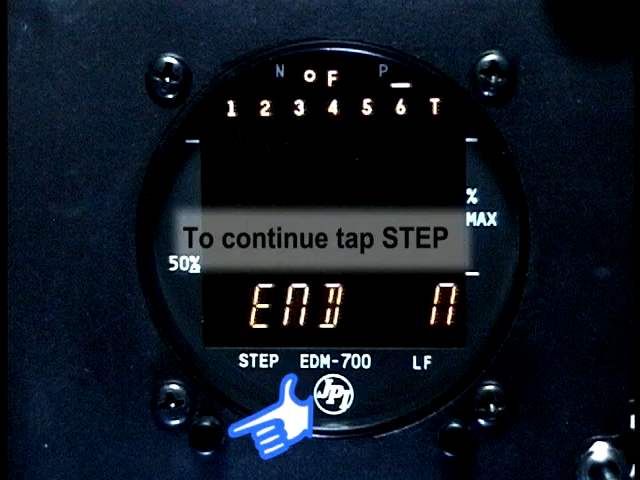 N °F P
1 2 3 4 5 6 T
%
MAX
To continue tap STEP
50%
END N
STEP EDM-700 LF
JPI